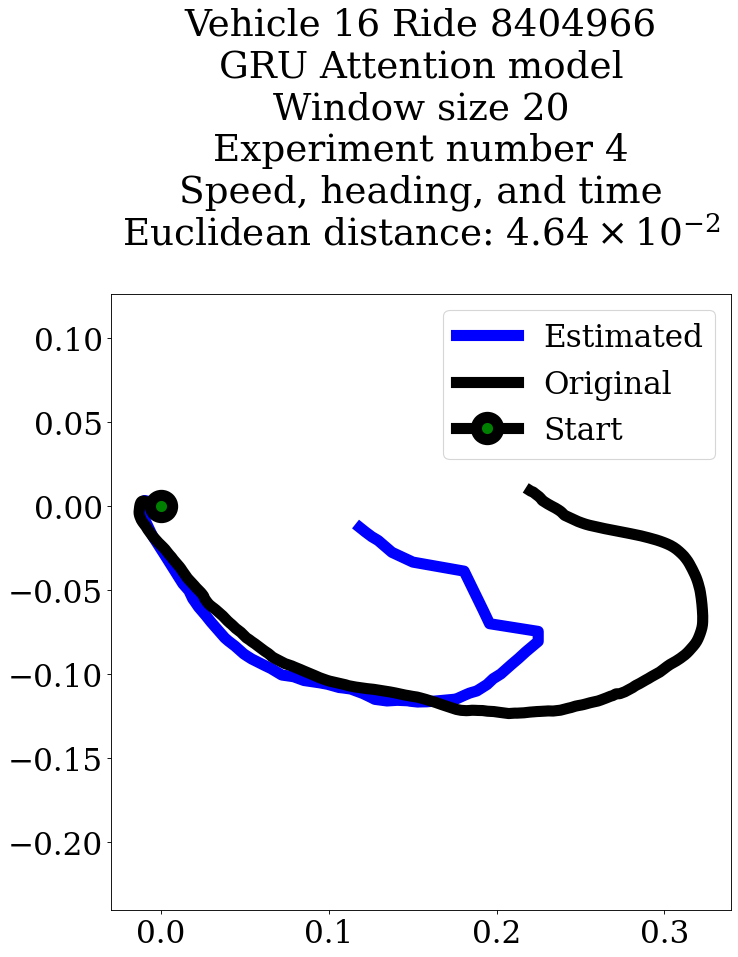 Vehicle 16 Ride 8404966
GRU Attention model
Window size 20
Experiment number 4
Speed, heading, and time
Euclidean distance: 4.64 × 10⁻²
Estimated
Original
Start
0.10
0.05
0.00
−0.05
−0.10
−0.15
−0.20
0.0 0.1 0.2 0.3